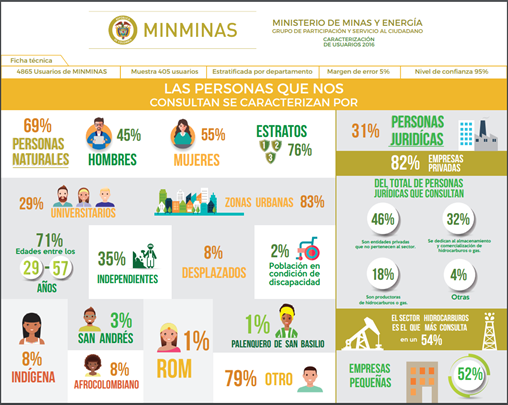 MINMINAS
MINISTERIO DE MINAS Y ENERGÍA
GRUPO DE PARTICIPACIÓN Y SERVICIO AL CIUDADANO
CARACTERIZACIÓN
DE USUARIOS 2016
Ficha técnica
4865 Usuarios de MINMINAS
Muestra 405 usuarios
Estratificada por departamento
Margen de error 5%
Nivel de confianza 95%
LAS PERSONAS QUE NOS
CONSULTAN SE CARACTERIZAN POR
69%
PERSONAS
NATURALES
45%
HOMBRES
55%
MUJERES
ESTRATOS
1 2
3
76%
29%
UNIVERSITARIOS
ZONAS URBANAS 83%
71%
Edades entre los
29 - 57
AÑOS
35%
INDEPENDIENTES
8%
DESPLAZADOS
2%
Población en
condición de
discapacidad
8%
INDÍGENA
3%
SAN ANDRÉS
8%
AFROCOLOMBIANO
1%
ROM
1%
PALENQUERO DE SAN BASILIO
79% OTRO
31%
PERSONAS
JURÍDICAS
82% EMPRESAS
PRIVADAS
DEL TOTAL DE PERSONAS
JURÍDICAS QUE CONSULTAN
46%
Son entidades privadas
que no pertenecen al sector.
32%
Se dedican al almacenamiento
y comercialización de
hidrocarburos o gas.
18%
Son productores
de hidrocarburos o gas.
4%
Otras
EL SECTOR HIDROCARBUROS
ES EL QUE MÁS CONSULTA
en un 54%
EMPRESAS
PEQUEÑAS
52%